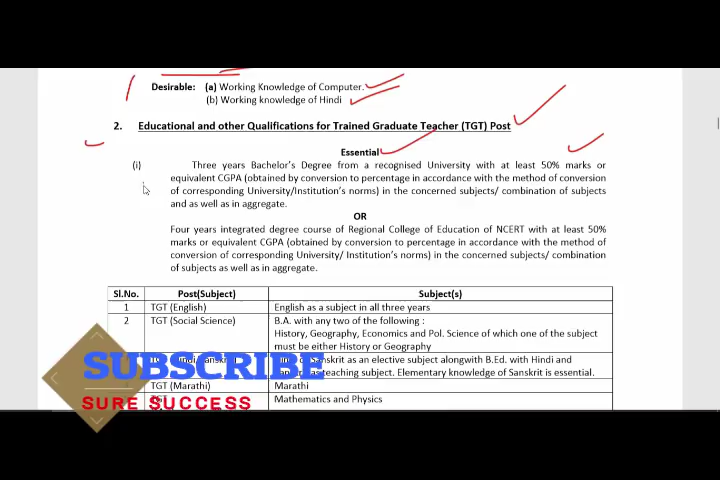 Desirable: (a) Working Knowledge of Computer.
(b) Working knowledge of Hindi
2. Educational and other Qualifications for Trained Graduate Teacher (TGT) Post
Essential
(i) Three years Bachelor's Degree from a recognised University with at least 50% marks or
equivalent CGPA (obtained by conversion to percentage in accordance with the method of conversion
of corresponding University/Institution's norms) in the concerned subjects/ combination of subjects
and as well as in aggregate.
OR
Four years integrated degree course of Regional College of Education of NCERT with at least 50%
marks or equivalent CGPA (obtained by conversion to percentage in accordance with the method of
conversion of corresponding University/ Institution's norms) in the concerned subjects/ combination
of subjects as well as in aggregate.
Sl.No. Post(Subject) Subject(s)
1 TGT (English) English as a subject in all three years
2 TGT (Social Science) B.A. with any two of the following :
History, Geography, Economics and Pol. Science of which one of the subject
must be either History or Geography
Sanskrit as an elective subject alongwith B.Ed. with Hindi and
as teaching subject. Elementary knowledge of Sanskrit is essential.
TGT (Marathi) Marathi
TGT Mathematics and Physics
SUBSCRIBE
SURE SUCCESS